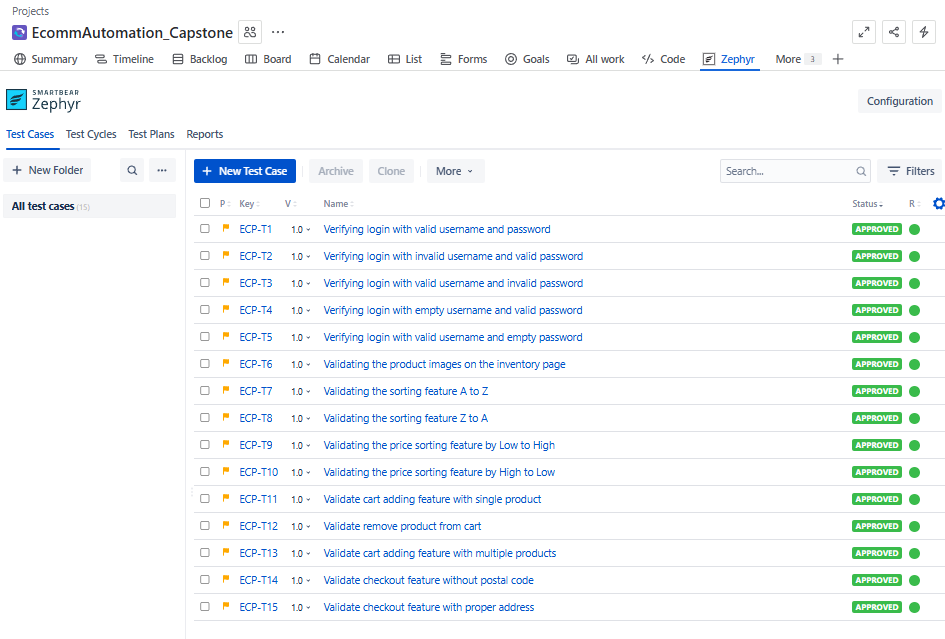 Projects
EcommAutomation_Capstone
Summary Timeline Backlog Board Calendar List Forms Goals All work Code Zephyr More 3
SMARTBEAR
Zephyr
Configuration
Test Cases Test Cycles Test Plans Reports
New Folder
New Test Case Archive Clone More Search... Filters
All test cases (15)
P Key V Name Status R
ECP-T1 1.0 Verifying login with valid username and password APPROVED
ECP-T2 1.0 Verifying login with invalid username and valid password APPROVED
ECP-T3 1.0 Verifying login with valid username and invalid password APPROVED
ECP-T4 1.0 Verifying login with empty username and valid password APPROVED
ECP-T5 1.0 Verifying login with valid username and empty password APPROVED
ECP-T6 1.0 Validating the product images on the inventory page APPROVED
ECP-T7 1.0 Validating the sorting feature A to Z APPROVED
ECP-T8 1.0 Validating the sorting feature Z to A APPROVED
ECP-T9 1.0 Validating the price sorting feature by Low to High APPROVED
ECP-T10 1.0 Validating the price sorting feature by High to Low APPROVED
ECP-T11 1.0 Validate cart adding feature with single product APPROVED
ECP-T12 1.0 Validate remove product from cart APPROVED
ECP-T13 1.0 Validate cart adding feature with multiple products APPROVED
ECP-T14 1.0 Validate checkout feature without postal code APPROVED
ECP-T15 1.0 Validate checkout feature with proper address APPROVED